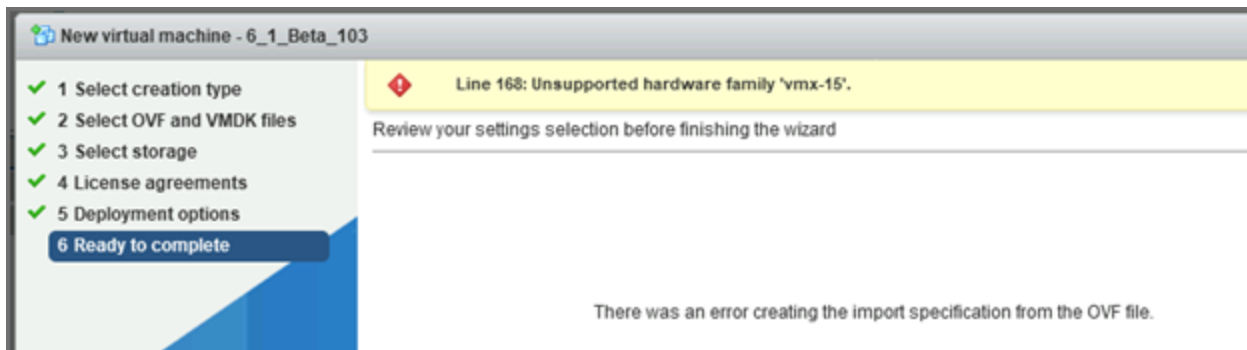 New virtual machine - 6_1_Beta_103
1 Select creation type
2 Select OVF and VMDK files
3 Select storage
4 License agreements
5 Deployment options
6 Ready to complete
Line 168: Unsupported hardware family 'vmx-15'.
Review your settings selection before finishing the wizard
There was an error creating the import specification from the OVF file.